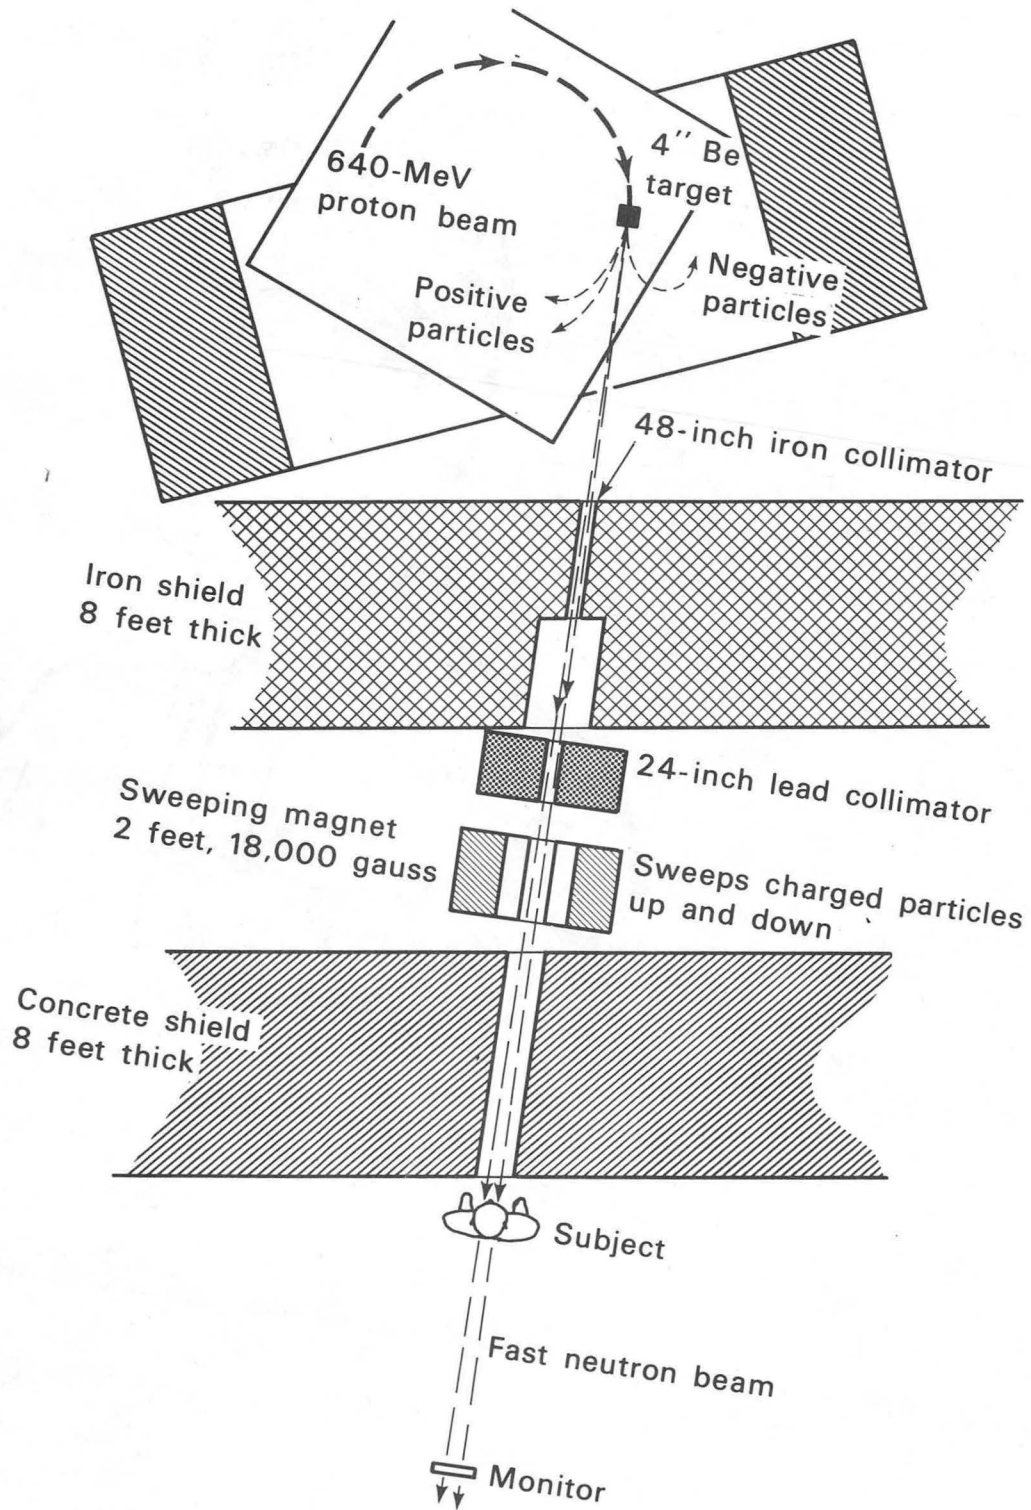 4″ Be
target
640-MeV
proton beam
Negative
particles
Positive
particles
48-inch iron collimator
Iron shield
8 feet thick
24-inch lead collimator
Sweeping magnet
2 feet, 18,000 gauss
Sweeps charged particles
up and down
Concrete shield
8 feet thick
Subject
Fast neutron beam
Monitor